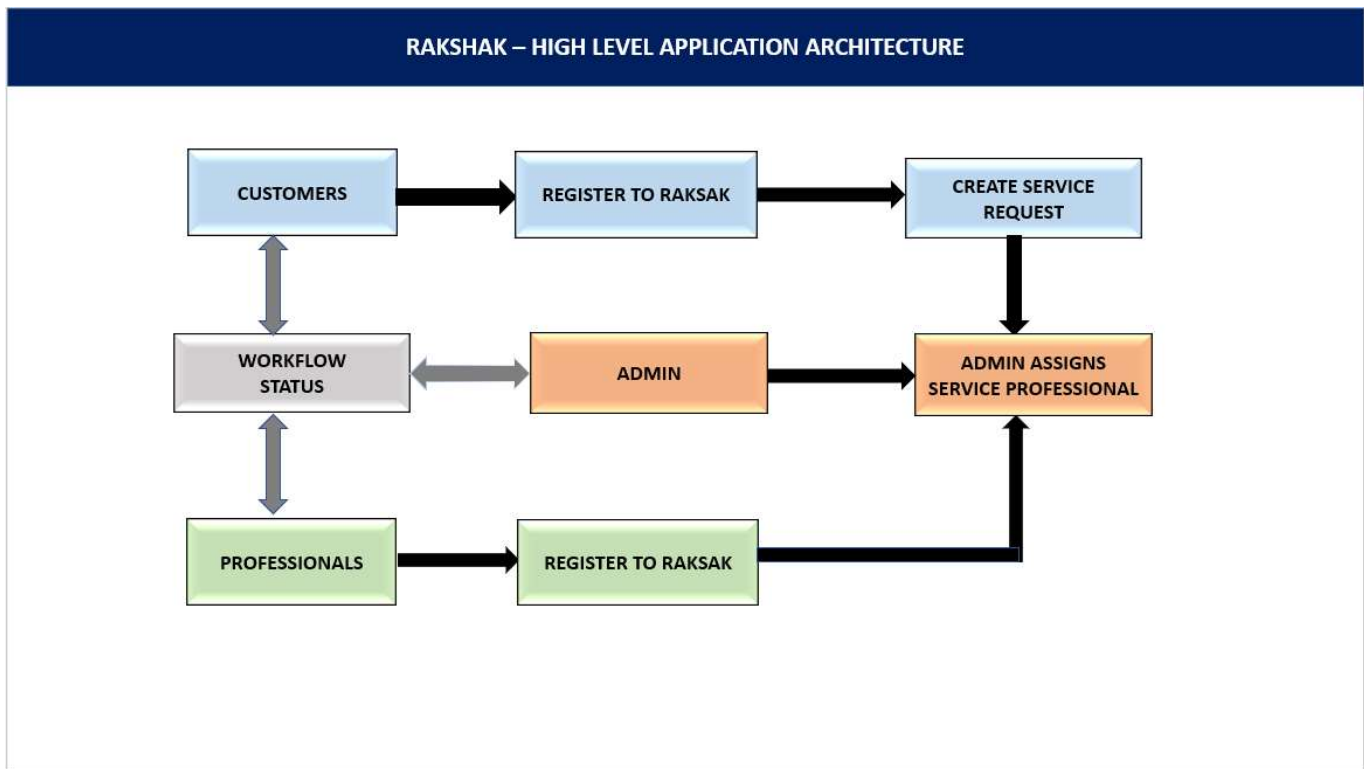 RAKSHAK – HIGH LEVEL APPLICATION ARCHITECTURE
CUSTOMERS
REGISTER TO RAKSAK
CREATE SERVICE
REQUEST
WORKFLOW
STATUS
ADMIN
ADMIN ASSIGNS
SERVICE PROFESSIONAL
PROFESSIONALS
REGISTER TO RAKSAK